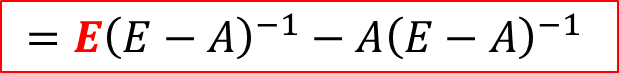 = E(E − A)⁻¹ − A(E − A)⁻¹